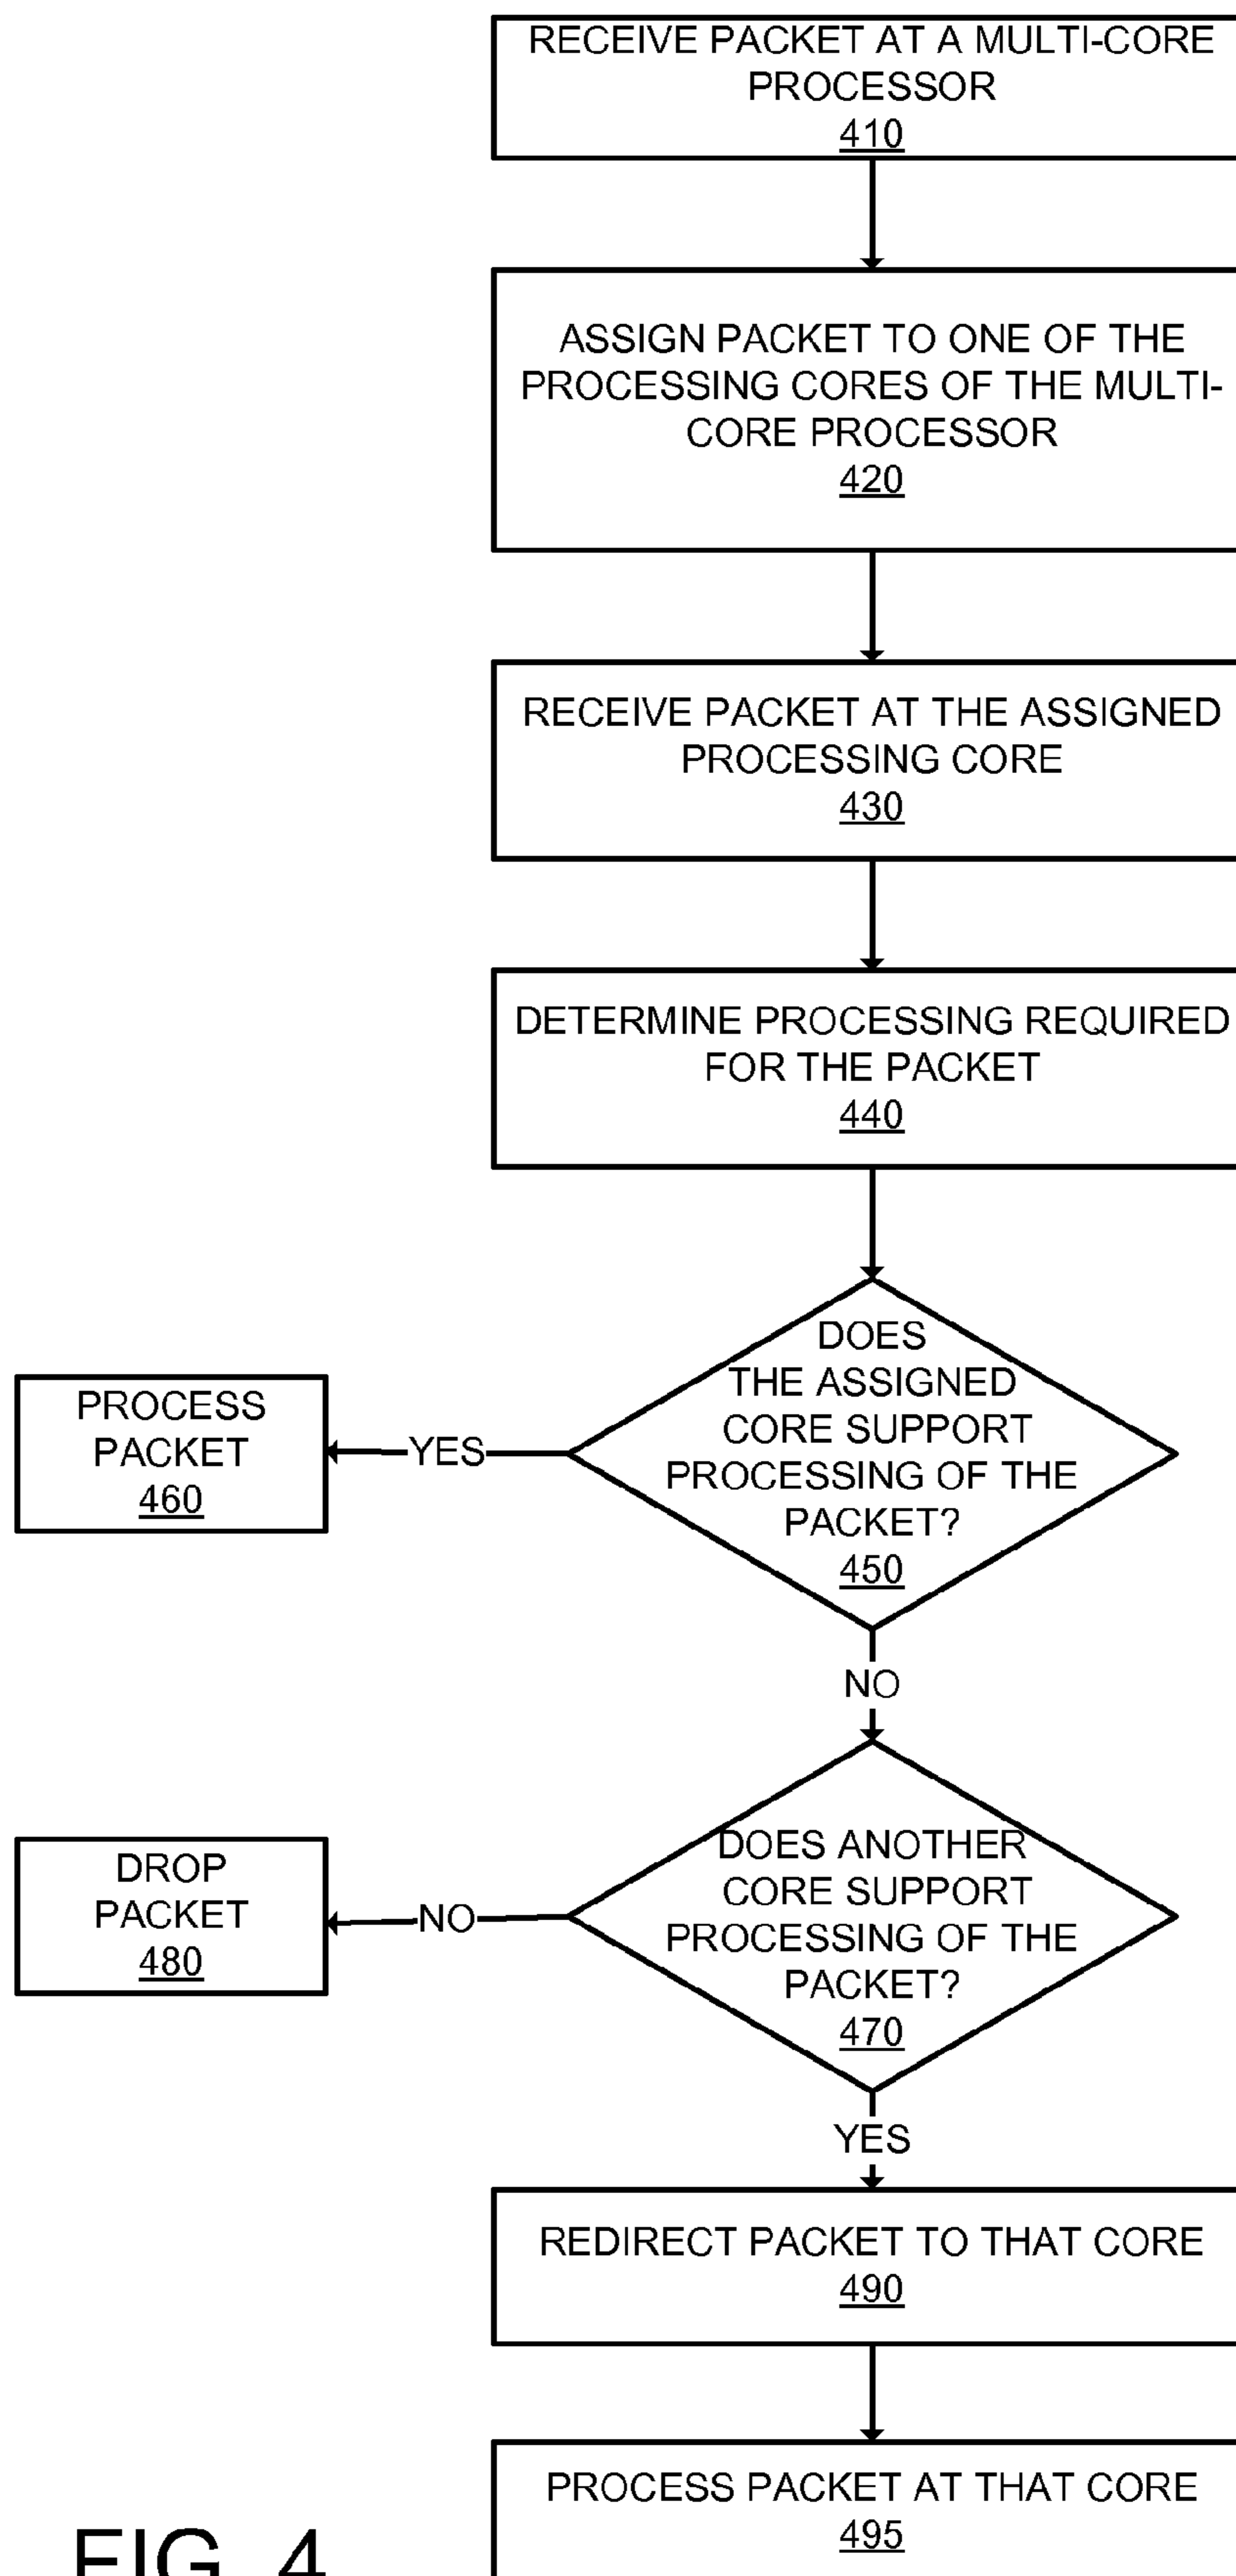 RECEIVE PACKET AT A MULTI-CORE
PROCESSOR
410
ASSIGN PACKET TO ONE OF THE
PROCESSING CORES OF THE MULTI-
CORE PROCESSOR
420
RECEIVE PACKET AT THE ASSIGNED
PROCESSING CORE
430
DETERMINE PROCESSING REQUIRED
FOR THE PACKET
440
DOES
THE ASSIGNED
CORE SUPPORT
PROCESSING OF THE
PACKET?
450
YES
PROCESS
PACKET
460
NO
DOES ANOTHER
CORE SUPPORT
PROCESSING OF THE
PACKET?
470
NO
DROP
PACKET
480
YES
REDIRECT PACKET TO THAT CORE
490
PROCESS PACKET AT THAT CORE
495
FIG. 4